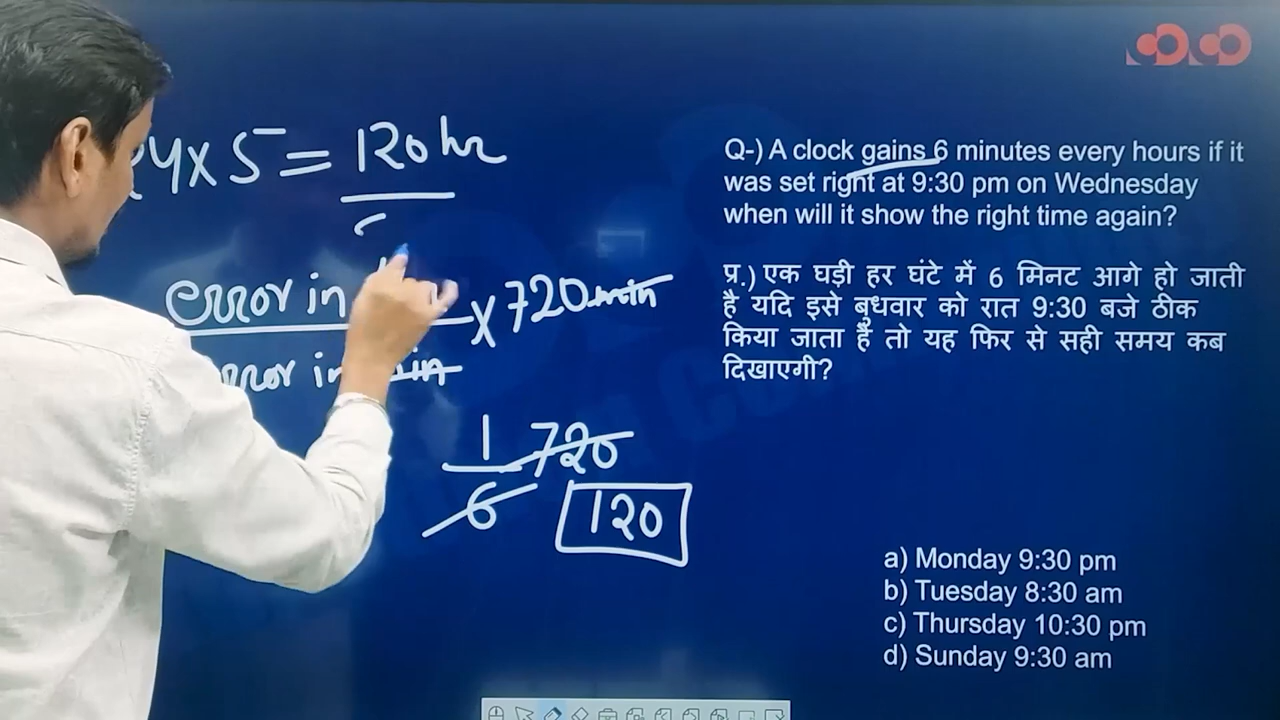 24 x 5 = 120 hr
error in
x 720 min
error in min
1
720
6
120
Q-) A clock gains 6 minutes every hours if it
was set right at 9:30 pm on Wednesday
when will it show the right time again?
प्र.) एक घड़ी हर घंटे में 6 मिनट आगे हो जाती
है यदि इसे बुधवार को रात 9:30 बजे ठीक
किया जाता है तो यह फिर से सही समय कब
दिखाएगी?
a) Monday 9:30 pm
b) Tuesday 8:30 am
c) Thursday 10:30 pm
d) Sunday 9:30 am